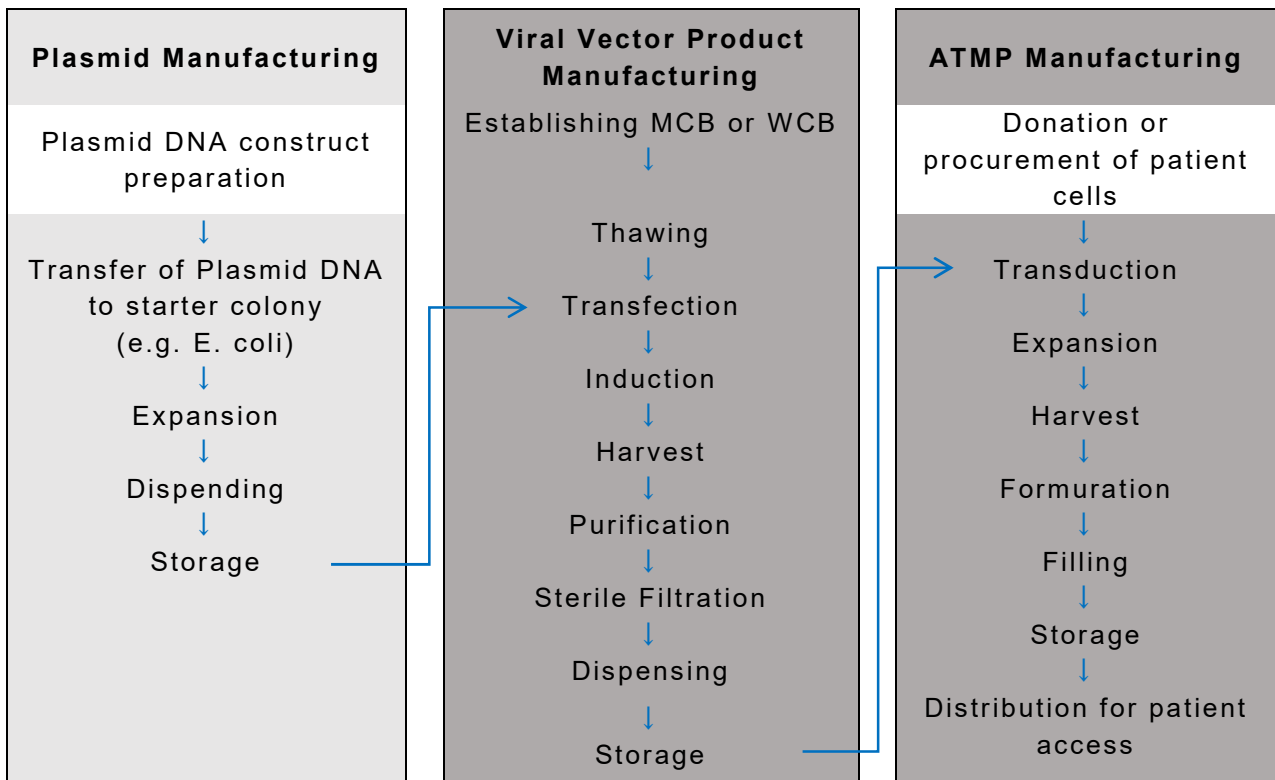 Plasmid Manufacturing
Plasmid DNA construct
preparation
↓
Transfer of Plasmid DNA
to starter colony
(e.g. E. coli)
↓
Expansion
↓
Dispending
↓
Storage
Viral Vector Product
Manufacturing
Establishing MCB or WCB
↓
Thawing
↓
Transfection
↓
Induction
↓
Harvest
↓
Purification
↓
Sterile Filtration
↓
Dispensing
↓
Storage
ATMP Manufacturing
Donation or
procurement of patient
cells
↓
Transduction
↓
Expansion
↓
Harvest
↓
Formuration
↓
Filling
↓
Storage
↓
Distribution for patient
access